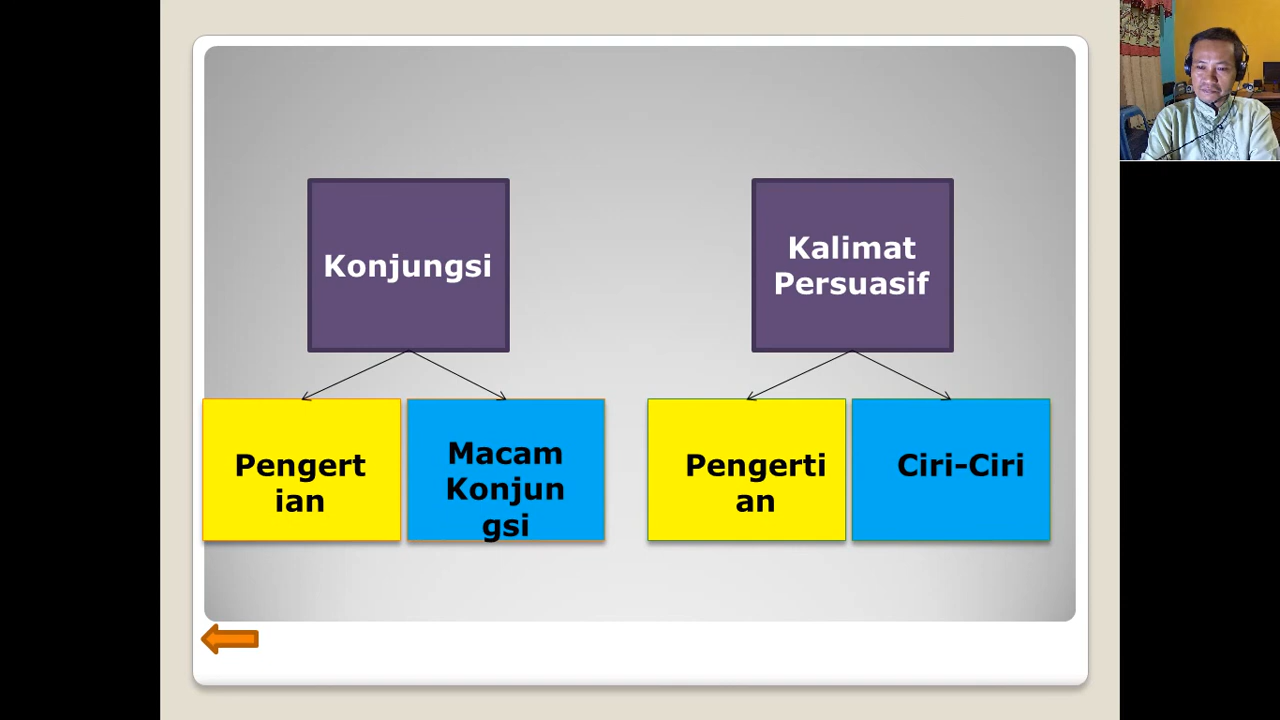 Konjungsi
Kalimat
Persuasif
Pengert
ian
Macam
Konjun
gsi
Pengerti
an
Ciri-Ciri